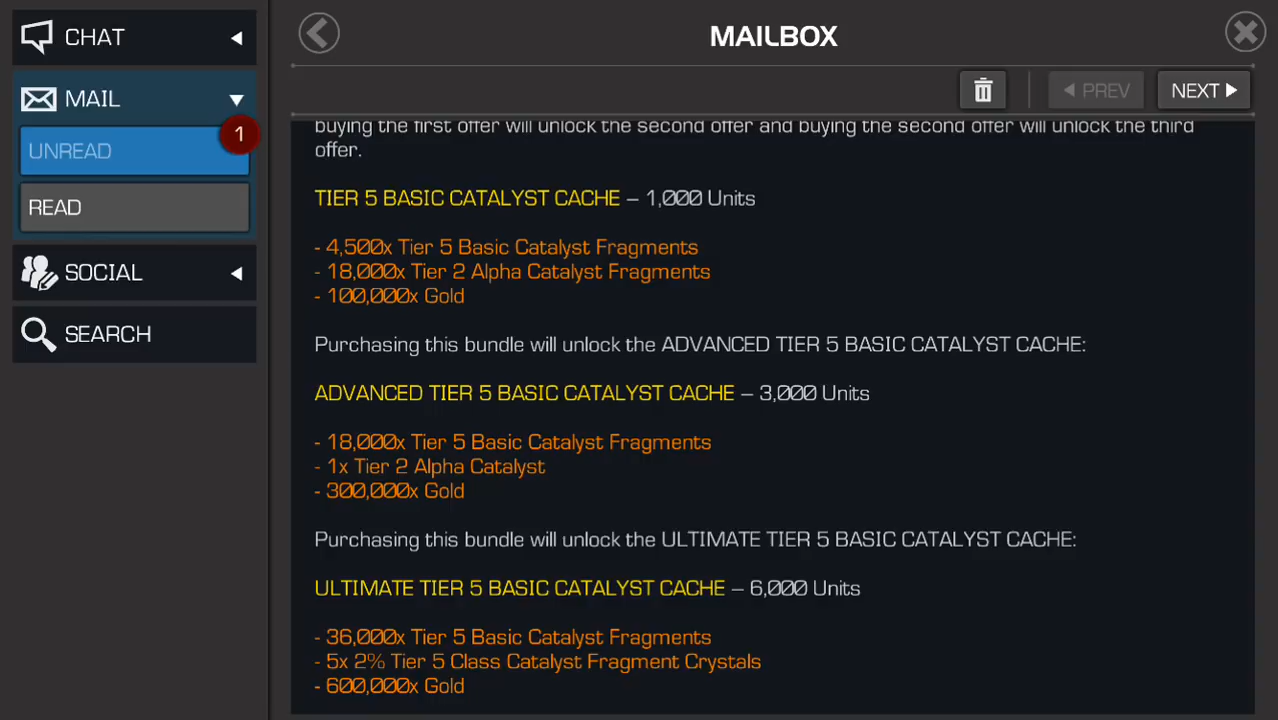 CHAT
MAILBOX
MAIL
1
PREV
NEXT
UNREAD
READ
SOCIAL
SEARCH
buying the first offer will unlock the second offer and buying the second offer will unlock the third
offer.
TIER 5 BASIC CATALYST CACHE – 1,000 Units
- 4,500x Tier 5 Basic Catalyst Fragments
- 18,000x Tier 2 Alpha Catalyst Fragments
- 100,000x Gold
Purchasing this bundle will unlock the ADVANCED TIER 5 BASIC CATALYST CACHE:
ADVANCED TIER 5 BASIC CATALYST CACHE – 3,000 Units
- 18,000x Tier 5 Basic Catalyst Fragments
- 1x Tier 2 Alpha Catalyst
- 300,000x Gold
Purchasing this bundle will unlock the ULTIMATE TIER 5 BASIC CATALYST CACHE:
ULTIMATE TIER 5 BASIC CATALYST CACHE – 6,000 Units
- 36,000x Tier 5 Basic Catalyst Fragments
- 5x 2% Tier 5 Class Catalyst Fragment Crystals
- 600,000x Gold